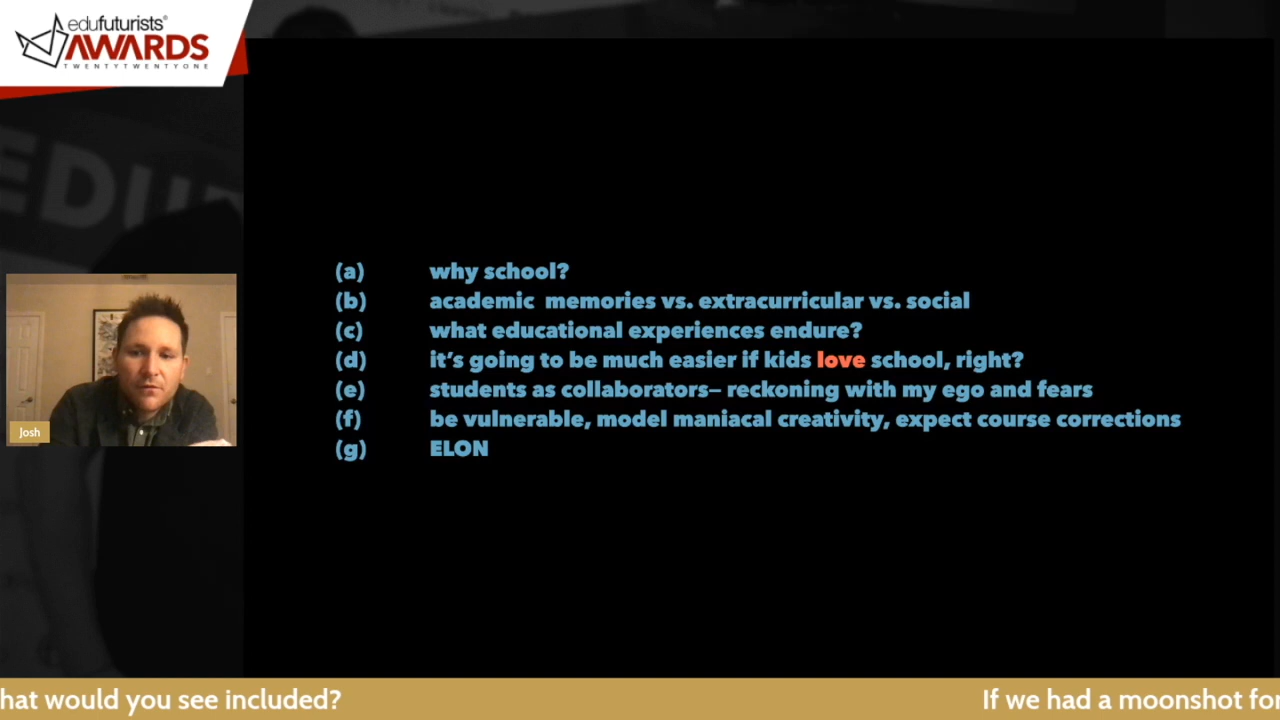 edufuturists®
AWARDS
TWENTYTWENTYONE
EDU
(a) why school?
(b) academic  memories vs. extracurricular vs. social
(c) what educational experiences endure?
(d) it's going to be much easier if kids love school, right?
(e) students as collaborators– reckoning with my ego and fears
(f) be vulnerable, model maniacal creativity, expect course corrections
(g) ELON
Josh
hat would you see included? If we had a moonshot for